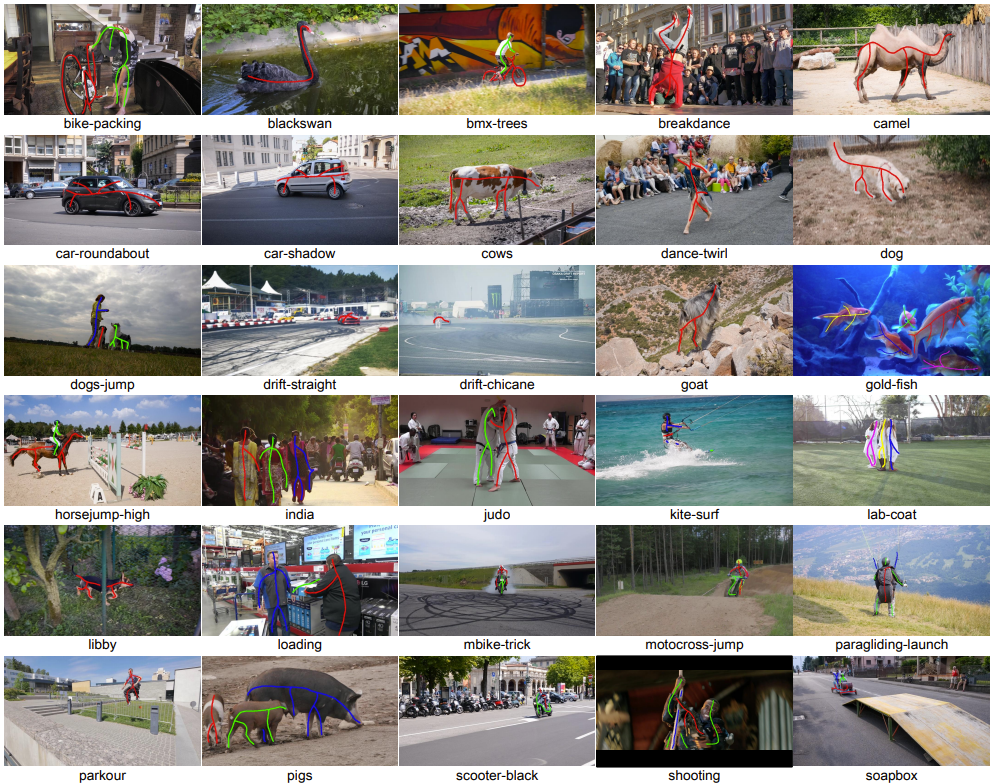 bike-packing
blackswan
bmx-trees
breakdance
camel
car-roundabout
car-shadow
cows
dance-twirl
dog
dogs-jump
drift-straight
drift-chicane
goat
gold-fish
A
horsejump-high
india
judo
kite-surf
lab-coat
your personal
libby
loading
mbike-trick
motocross-jump
paragliding-launch
parkour
pigs
scooter-black
shooting
soapbox